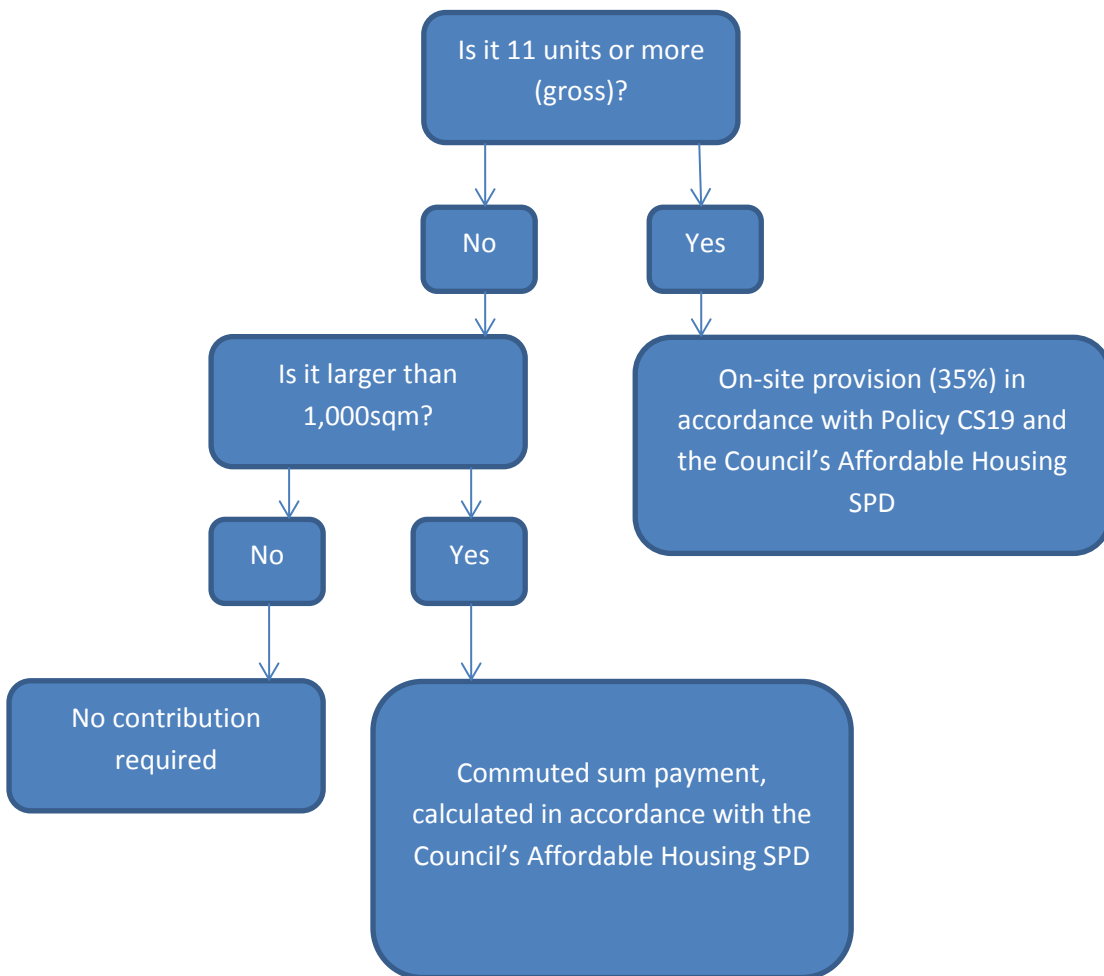 Is it 11 units or more
(gross)?
No
Yes
Is it larger than
1,000sqm?
On-site provision (35%) in
accordance with Policy CS19 and
the Council’s Affordable Housing
SPD
No
Yes
No contribution
required
Commuted sum payment,
calculated in accordance with the
Council’s Affordable Housing SPD